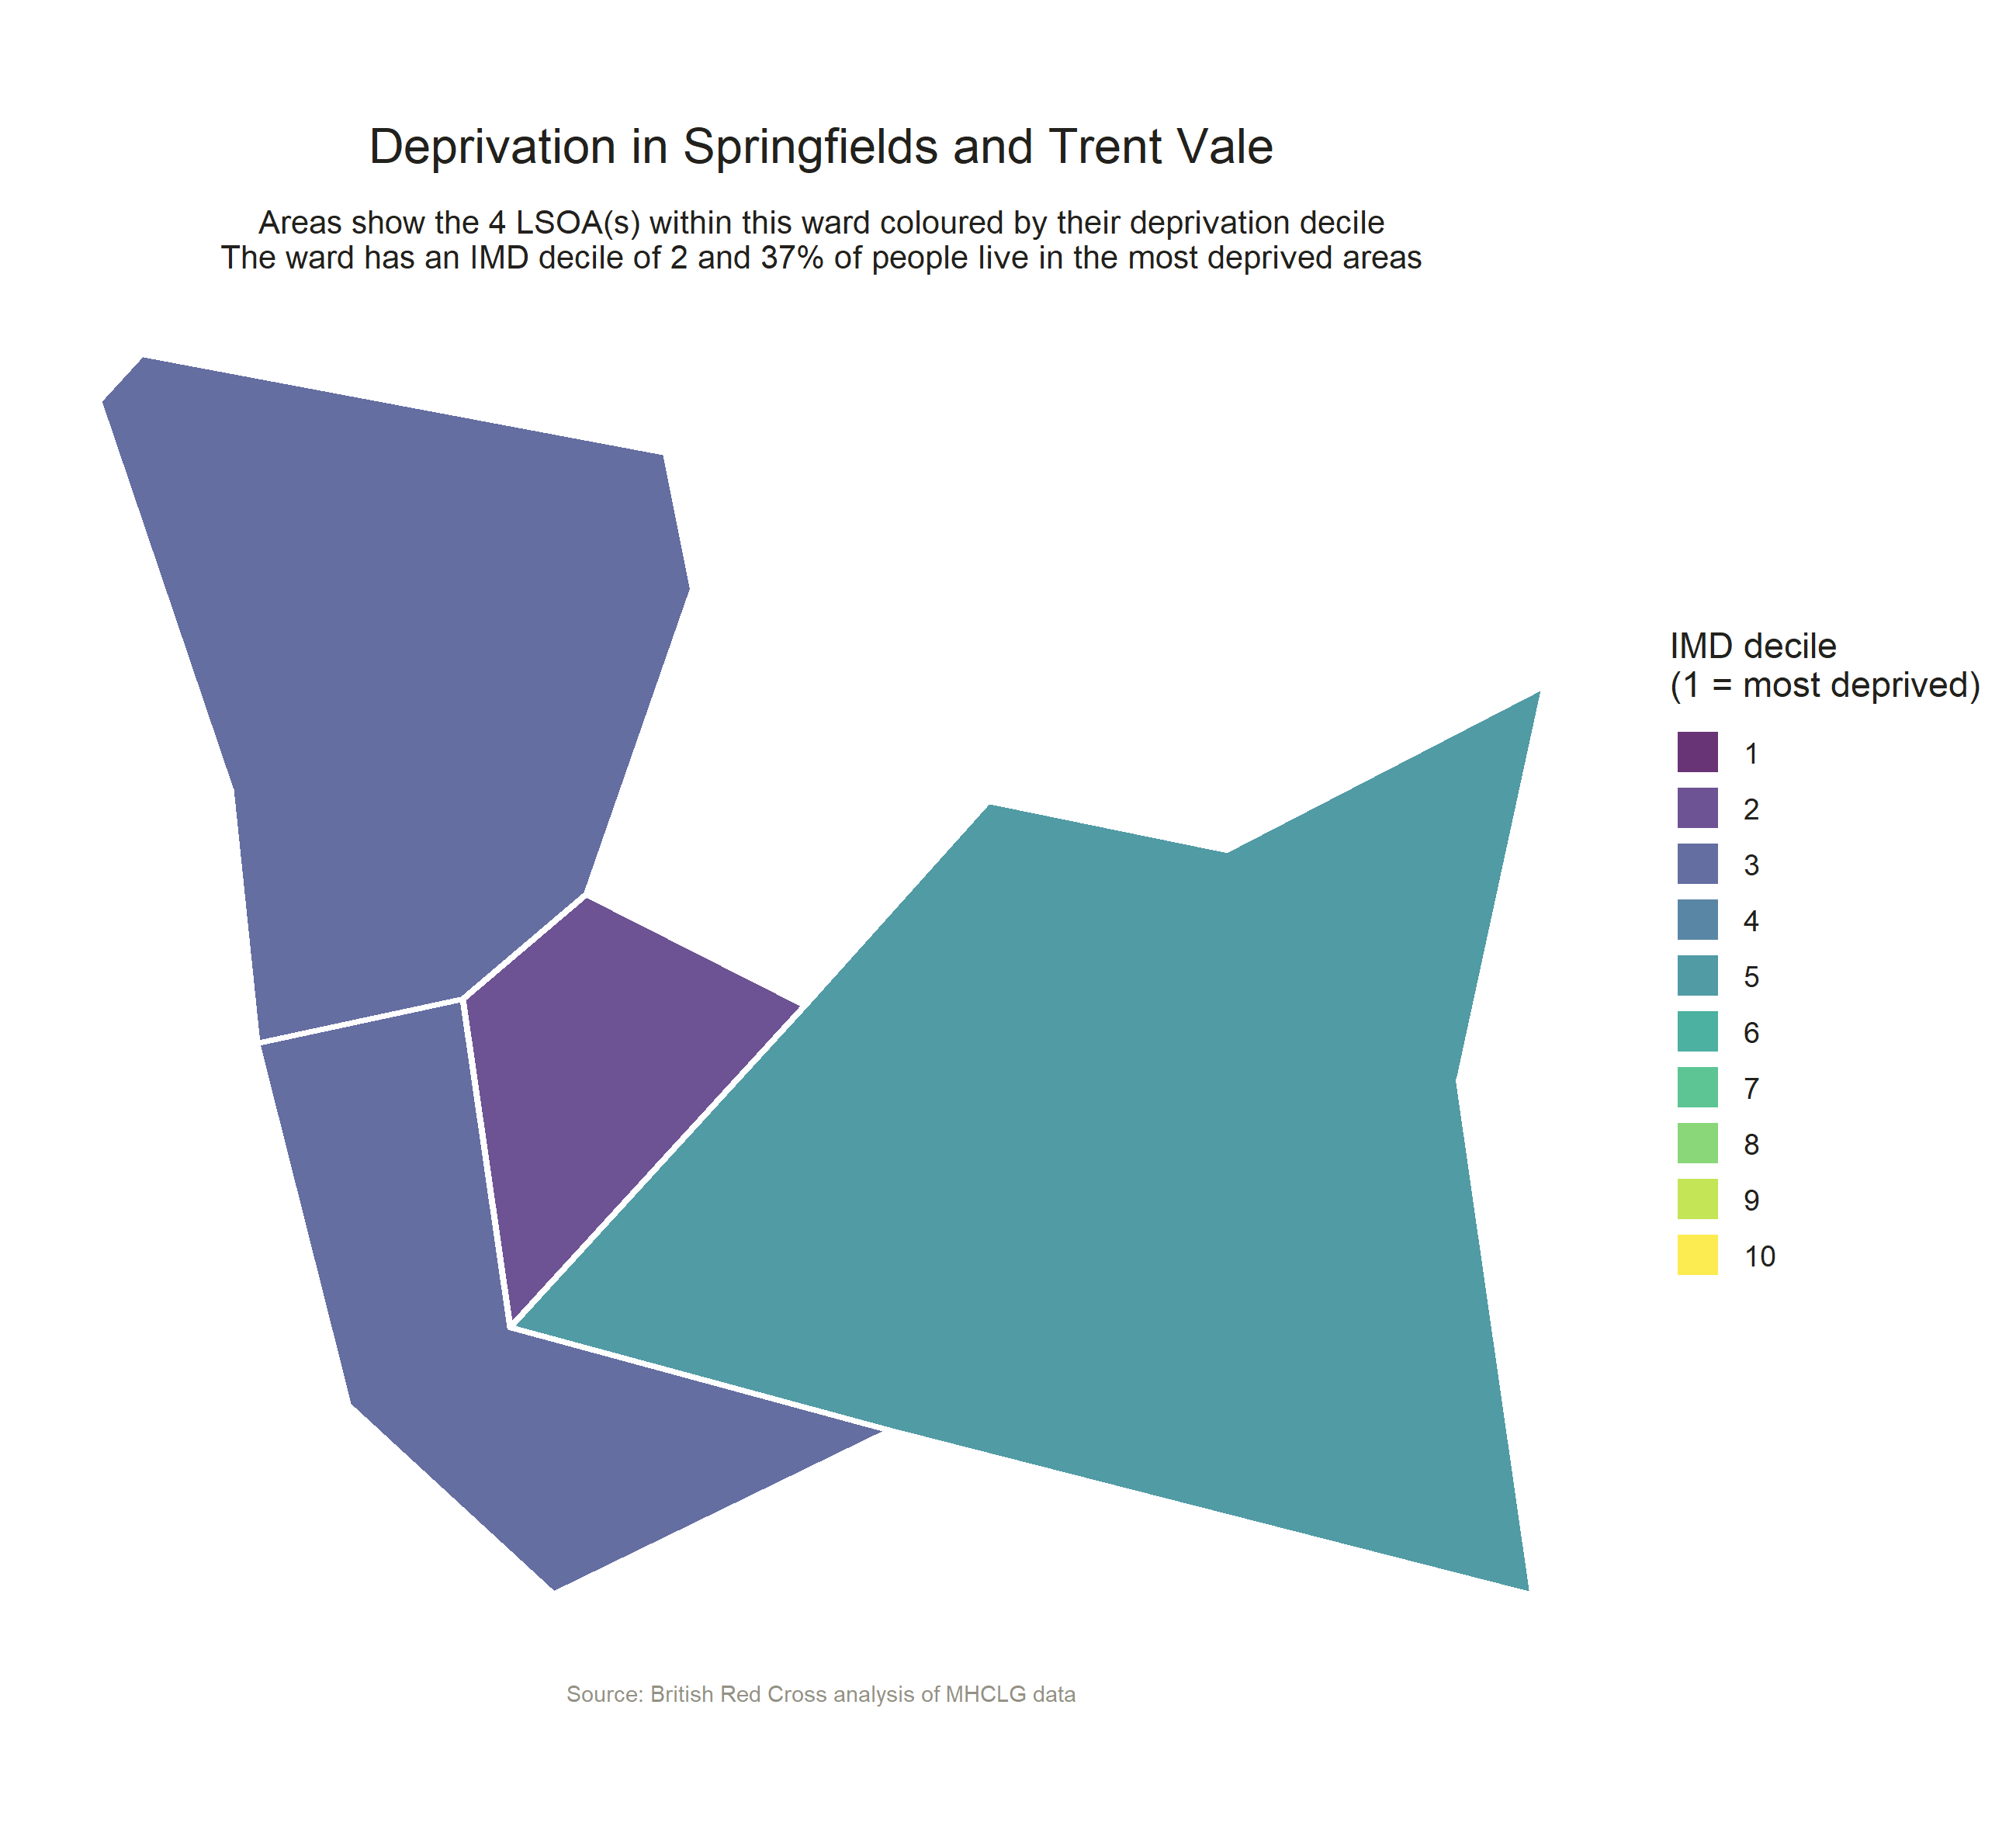 Deprivation in Springfields and Trent Vale
Areas show the 4 LSOA(s) within this ward coloured by their deprivation decile
The ward has an IMD decile of 2 and 37% of people live in the most deprived areas
IMD decile
(1 = most deprived)
1
2
3
4
5
6
7
8
9
10
Source: British Red Cross analysis of MHCLG data